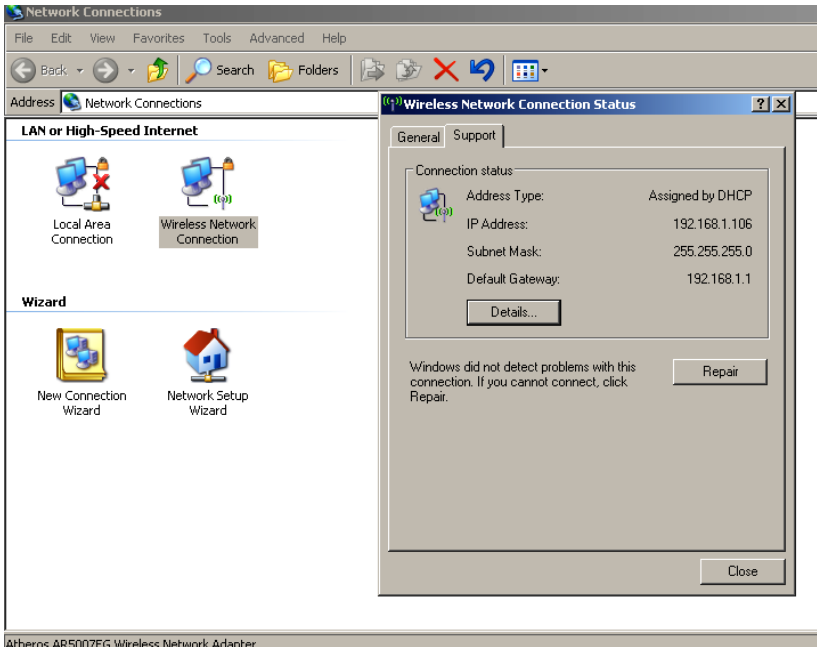 Network Connections
File Edit View Favorites Tools Advanced Help
Back Search Folders
Address Network Connections
LAN or High-Speed Internet
Local Area
Connection
Wireless Network
Connection
Wizard
New Connection
Wizard
Network Setup
Wizard
Wireless Network Connection Status
General Support
Connection status
Address Type: Assigned by DHCP
IP Address: 192.168.1.106
Subnet Mask: 255.255.255.0
Default Gateway: 192.168.1.1
Details...
Windows did not detect problems with this
connection. If you cannot connect, click
Repair.
Repair
Close
Atheros AR5007EG Wireless Network Adapter